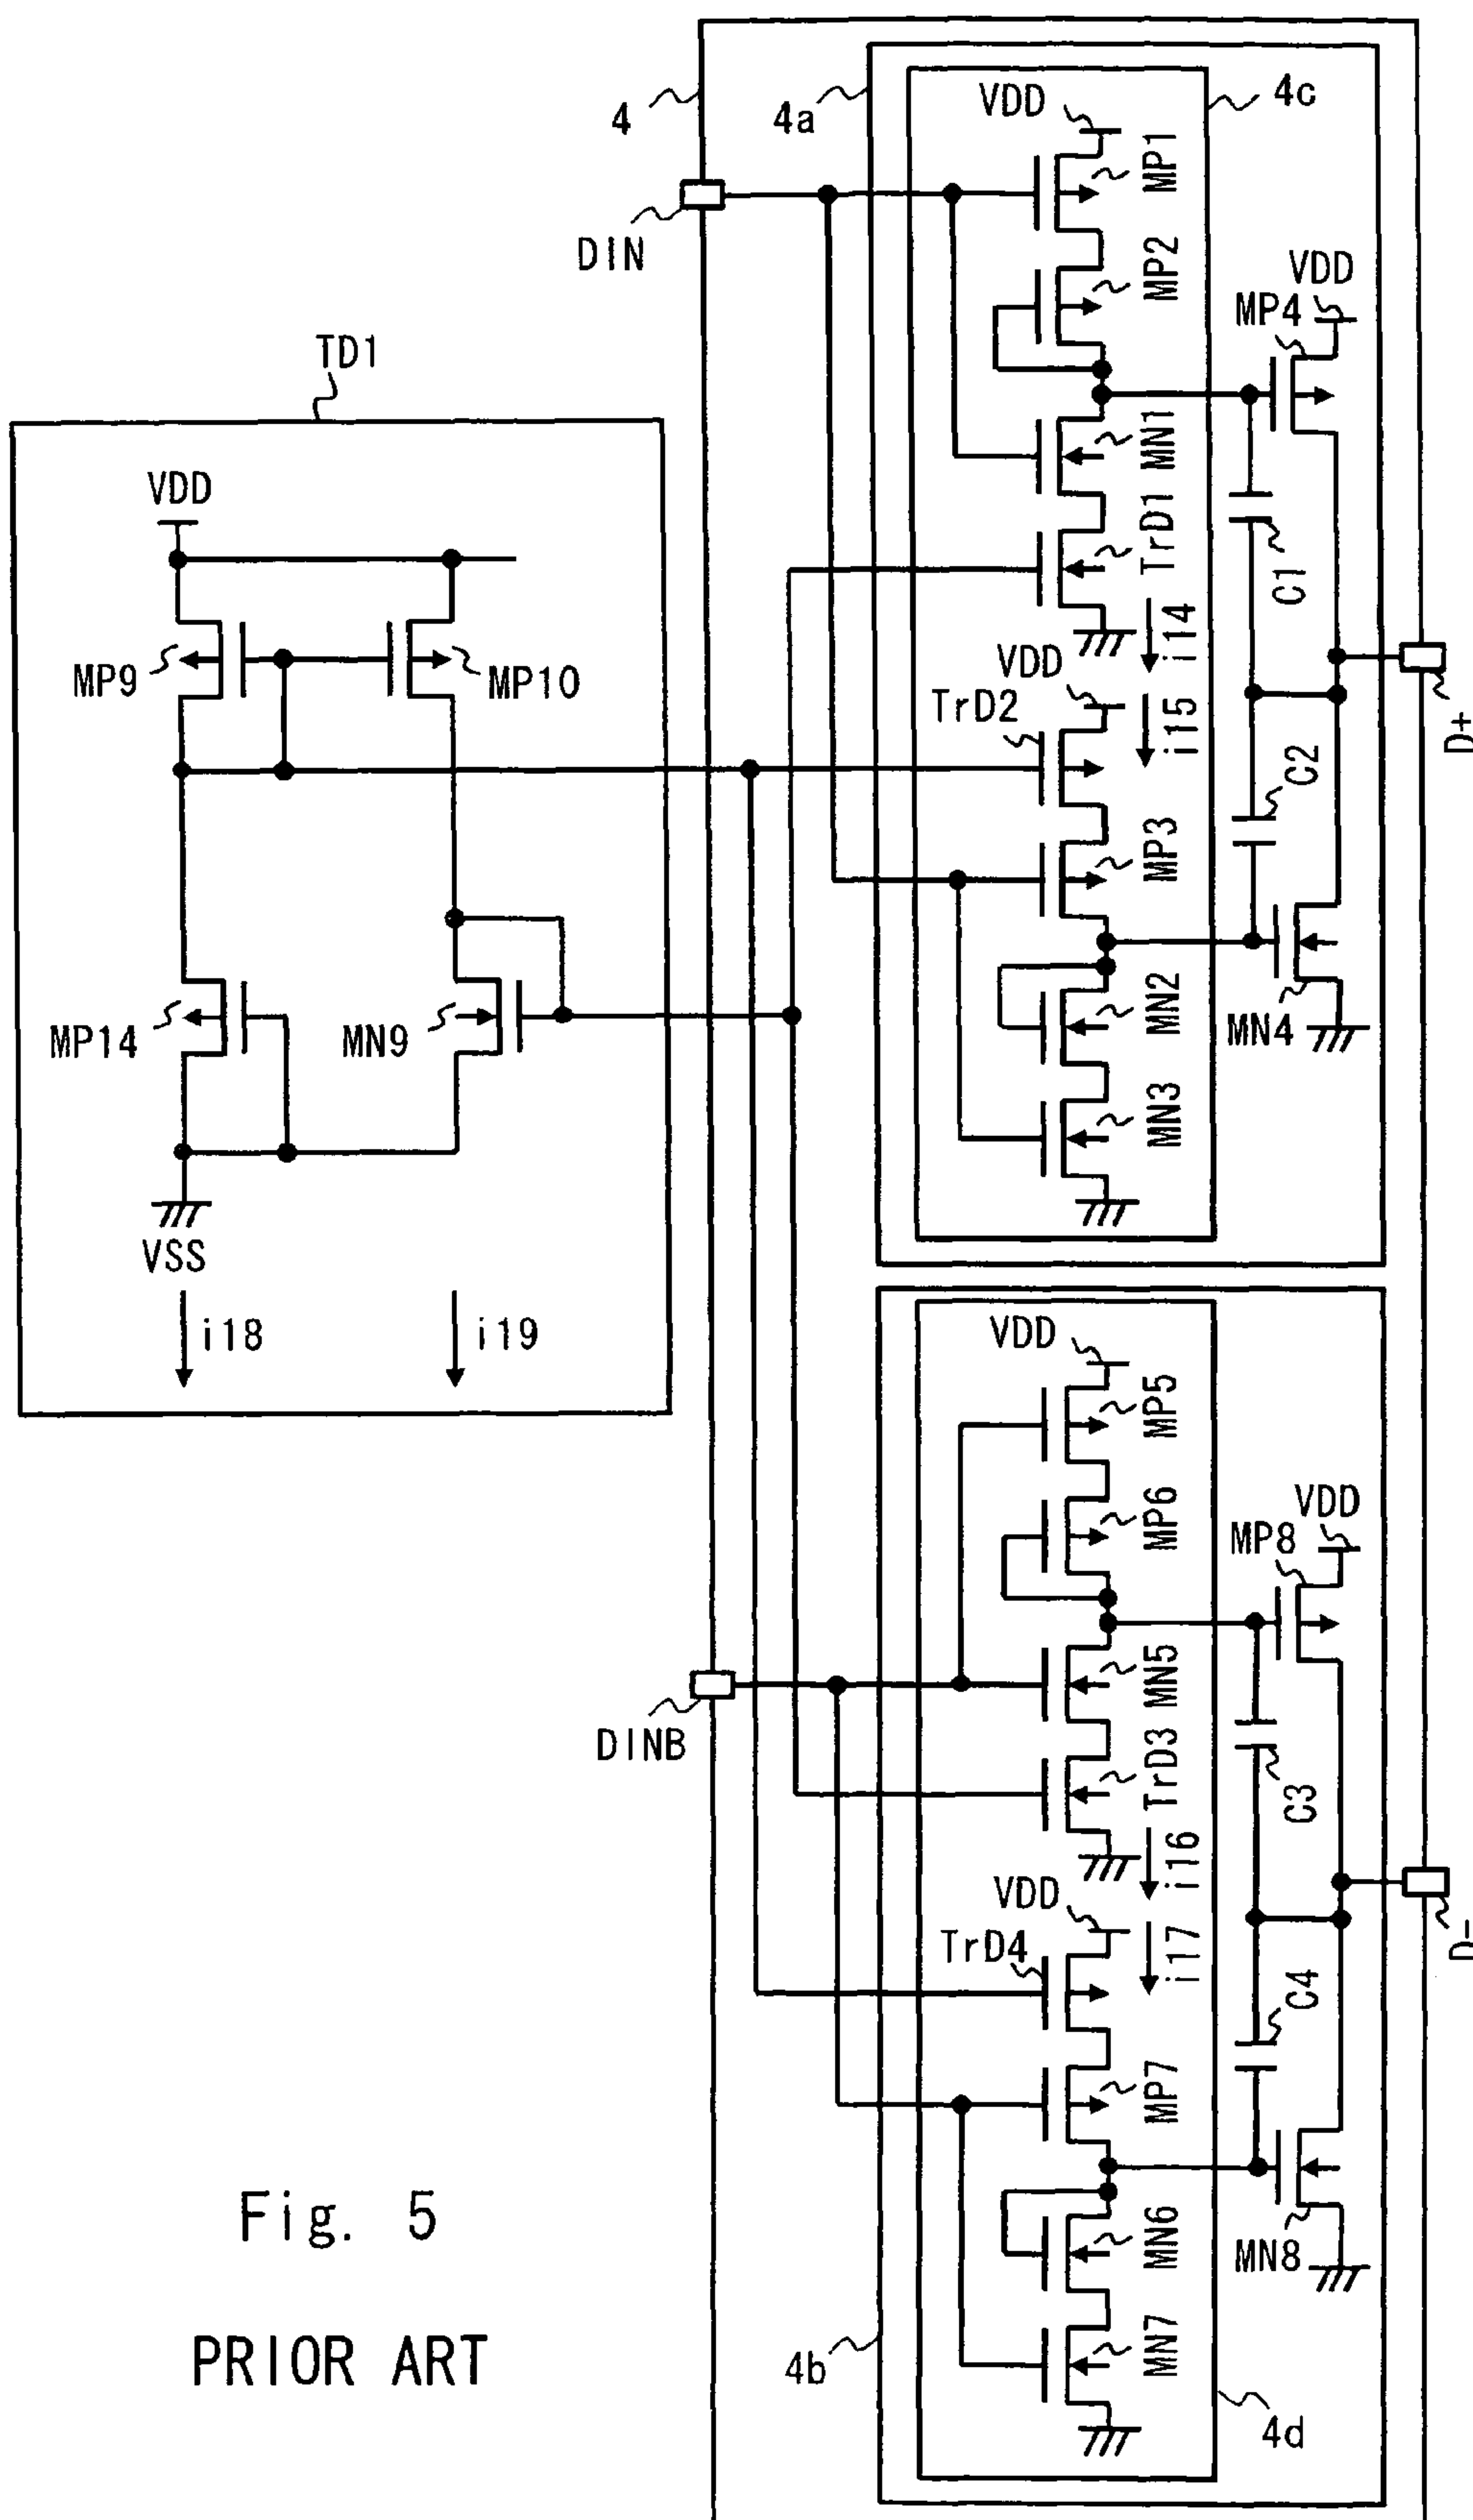 TD1
VDD
MP9
MP10
MP14
MN9
VSS
i18
i19
4
4a
4c
DIN
VDD
MP1
MP2
MN1
TrD1
i14
VDD
TrD2
i15
MP3
MN2
MN3
VDD
MP4
C1
C2
MN4
D+
DINB
VDD
MP5
MP6
MN5
TrD3
i16
VDD
TrD4
i17
MP7
MN6
MN7
VDD
MP8
C3
C4
MN8
D-
4b
4d
Fig. 5
PRIOR ART